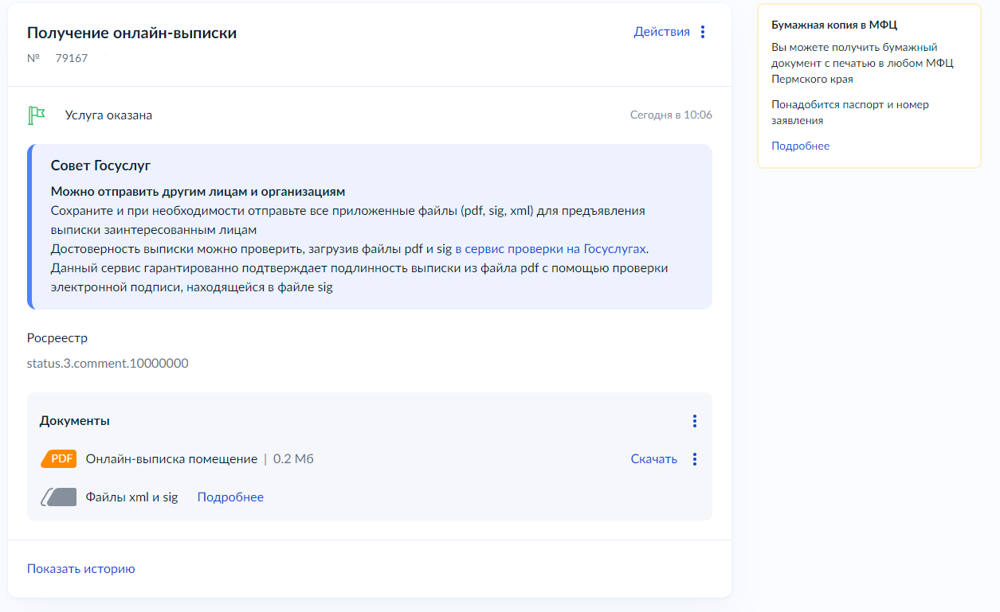 Получение онлайн-выписки
Действия
№ 79167
Услуга оказана
Сегодня в 10:06
Совет Госуслуг
Можно отправить другим лицам и организациям
Сохраните и при необходимости отправьте все приложенные файлы (pdf, sig, xml) для предъявления
выписки заинтересованным лицам
Достоверность выписки можно проверить, загрузив файлы pdf и sig в сервис проверки на Госуслугах.
Данный сервис гарантированно подтверждает подлинность выписки из файла pdf с помощью проверки
электронной подписи, находящейся в файле sig
Росреестр
status.3.comment.10000000
Документы
PDF Онлайн-выписка помещение | 0.2 Мб
Скачать
Файлы xml и sig Подробнее
Показать историю
Бумажная копия в МФЦ
Вы можете получить бумажный
документ с печатью в любом МФЦ
Пермского края
Понадобится паспорт и номер
заявления
Подробнее